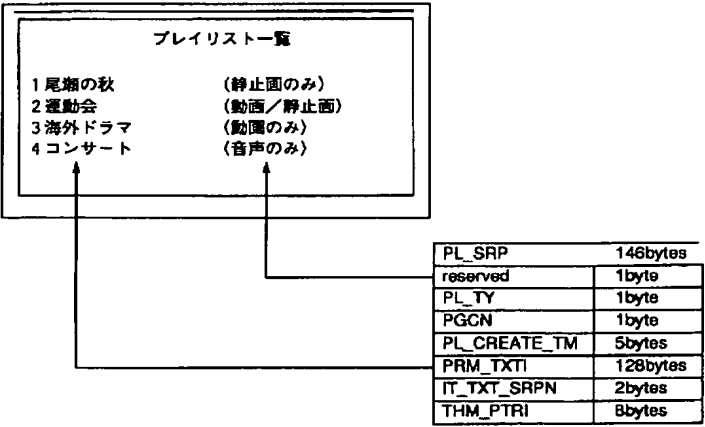 プレイリスト一覧
1 尾瀬の秋 (静止画のみ)
2 運動会 (動画／静止画)
3 海外ドラマ (動画のみ)
4 コンサート (音声のみ)
PL_SRP 146bytes
reserved 1byte
PL_TY 1byte
PGCN 1byte
PL_CREATE_TM 5bytes
PRM_TXTI 128bytes
IT_TXT_SRPN 2bytes
THM_PTRI 8bytes